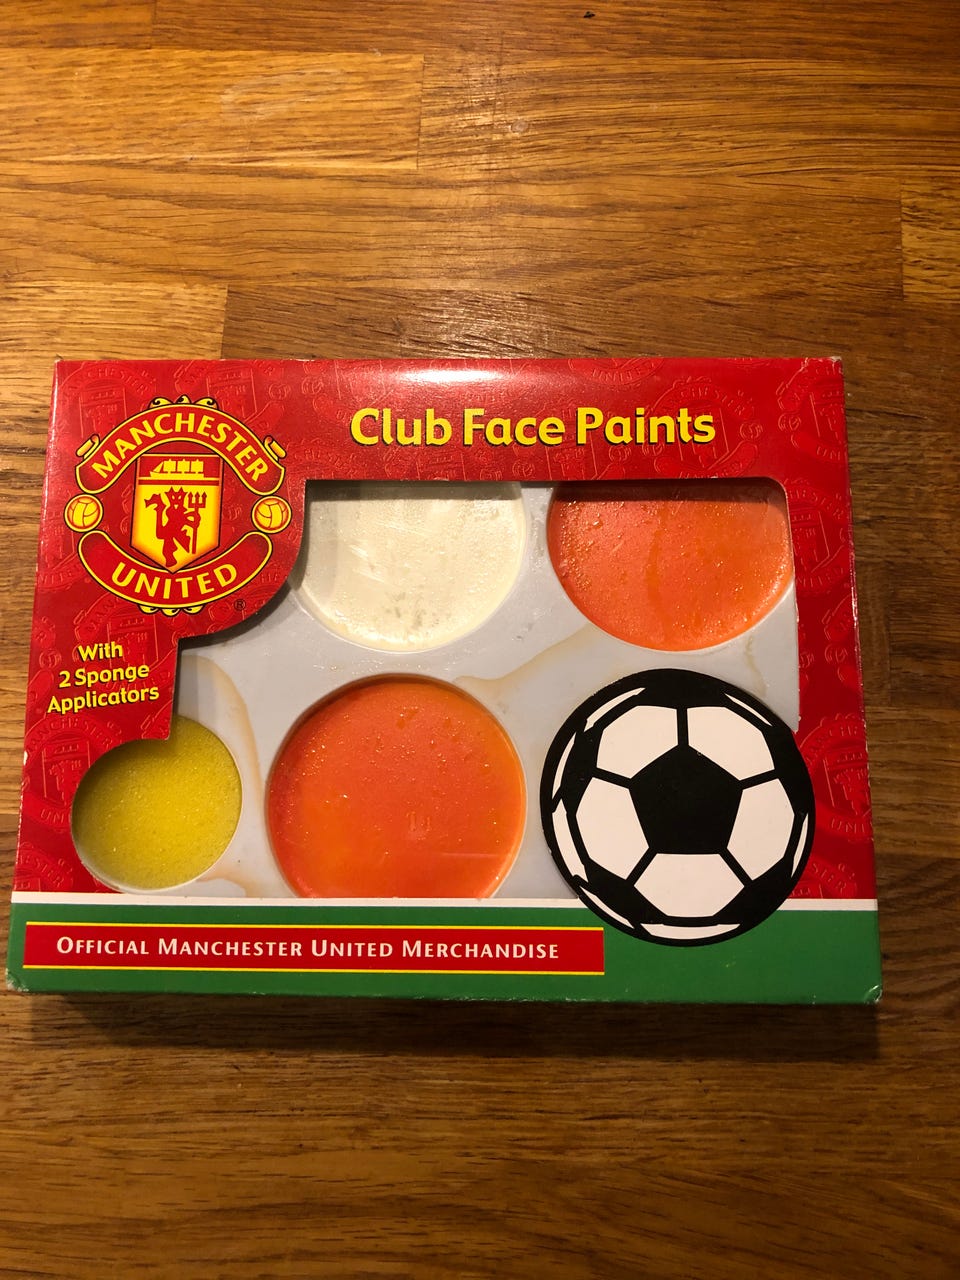 MANCHESTER
UNITED
®
Club Face Paints
With
2 Sponge
Applicators
OFFICIAL MANCHESTER UNITED MERCHANDISE